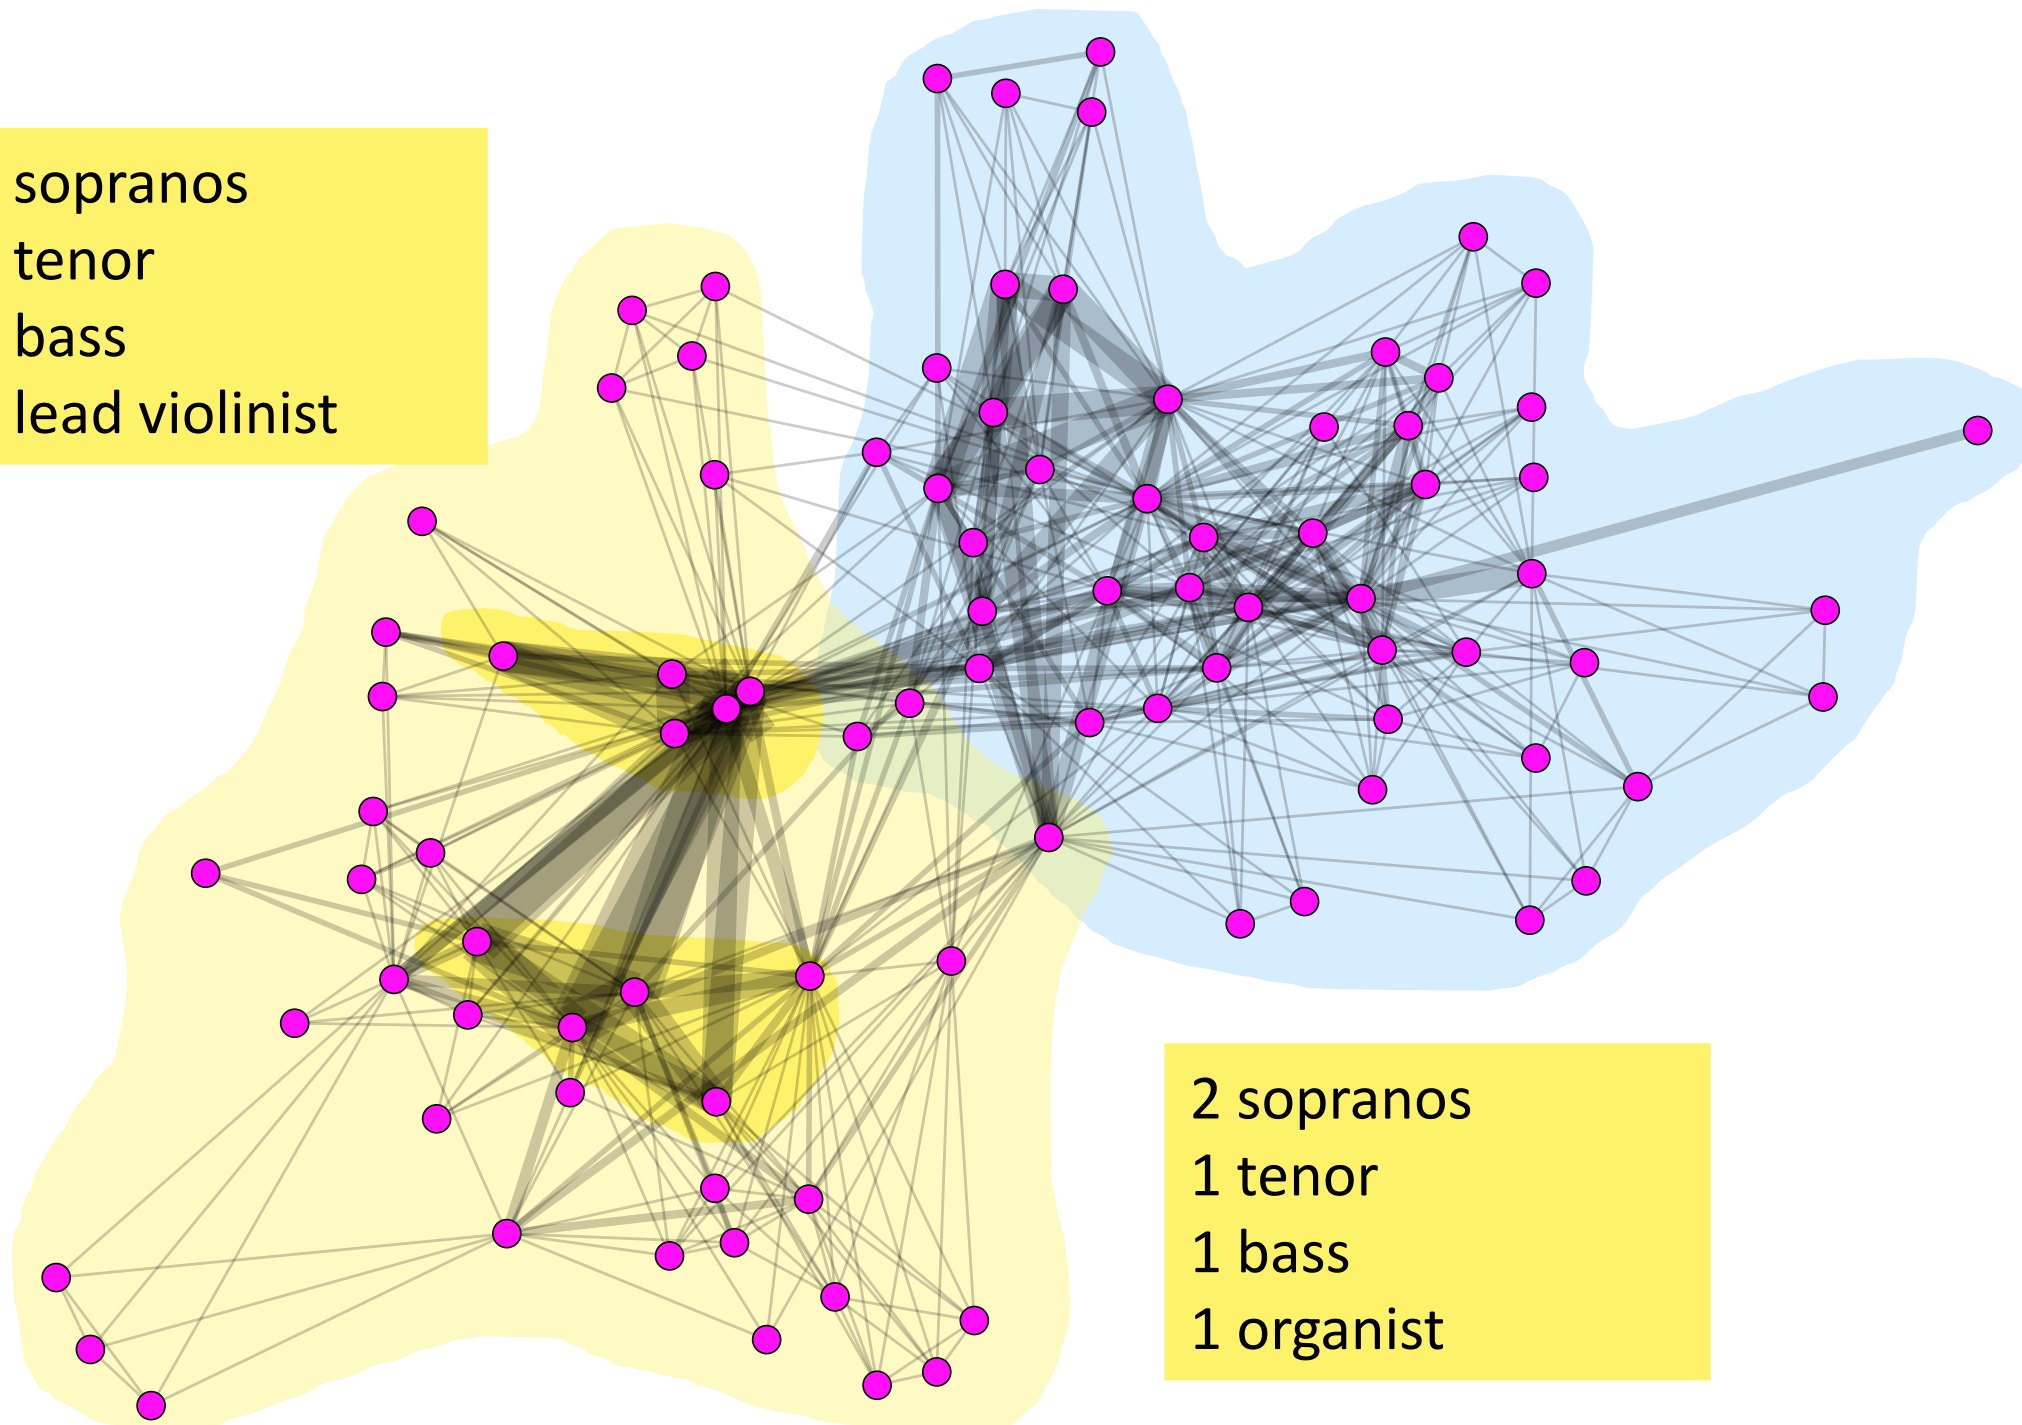 sopranos
tenor
bass
lead violinist
2 sopranos
1 tenor
1 bass
1 organist